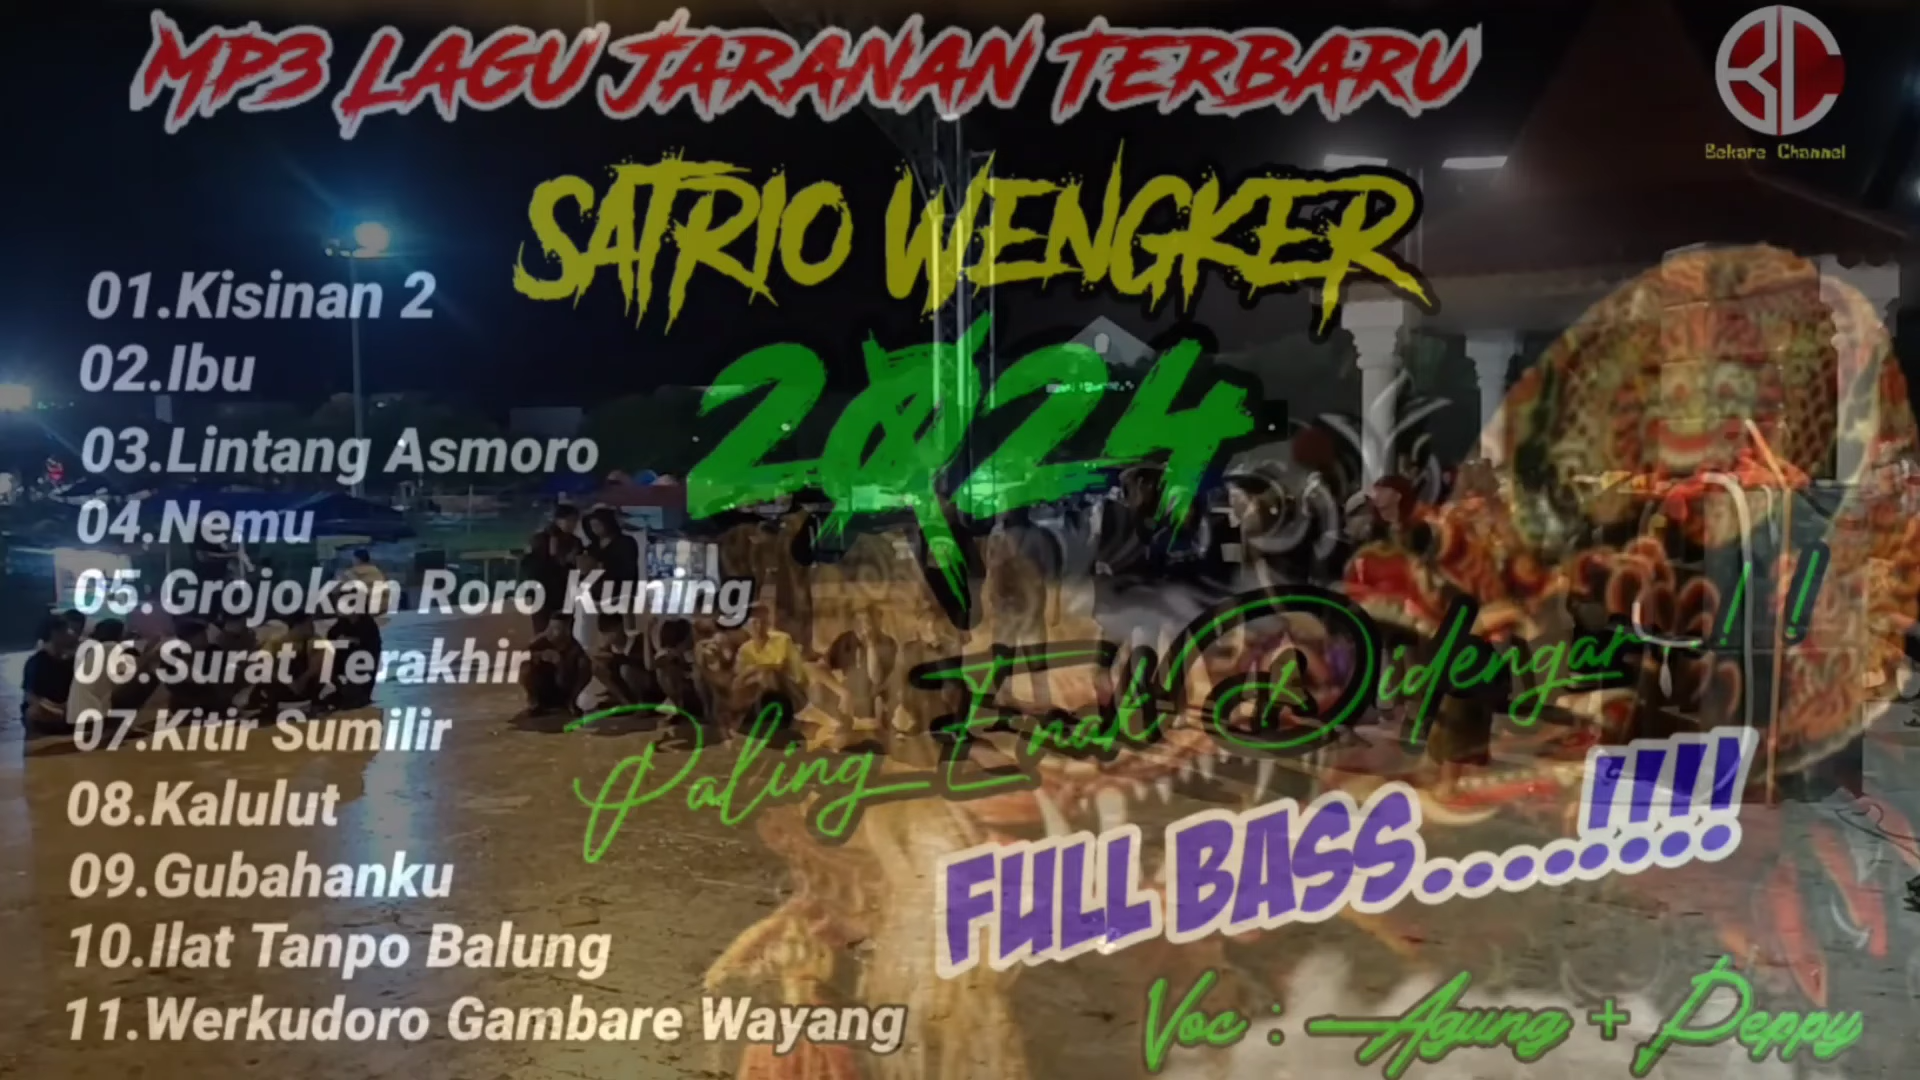 MP3 LAGU JARANAN TERBARU
Bekare Channel
SATRIO WENGKER
2024
01.Kisinan 2
02.Ibu
03.Lintang Asmoro
04.Nemu
05.Grojokan Roro Kuning
06.Surat Terakhir
07.Kitir Sumilir
08.Kalulut
09.Gubahanku
10.Ilat Tanpo Balung
11.Werkudoro Gambare Wayang
Paling Enak Didengar !!
FULL BASS........!!!!
Voc : Agung + Peppy